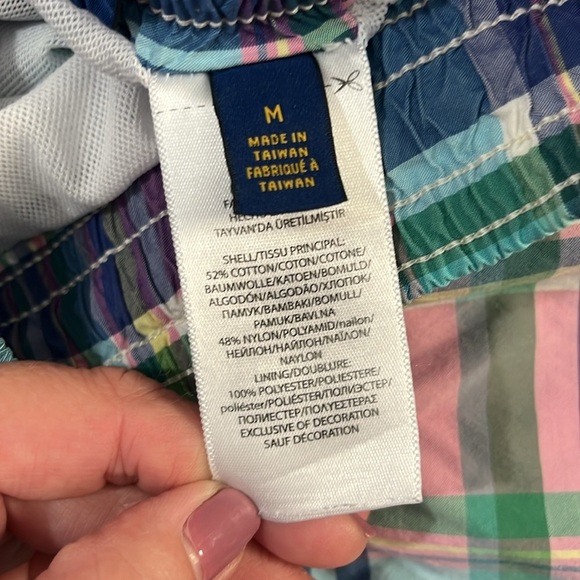 M
MADE IN
TAIWAN
FABRIQUÉ À
TAIWAN
TAYVAN'DA ÜRETİLMİŞTİR
SHELL/TISSU PRINCIPAL:
52% COTTON/COTON/COTONE/
BAUMWOLLE/KATOEN/BOMULD/
ALGODÓN/ALGODÃO/ХЛОПОК/
ПАМУК/BAMBAKI/BOMULL/
PAMUK/BAVLNA
48% NYLON/POLYAMID/nailon/
НЕЙЛОН/НАЙЛОН/ΝΑΪΛΟΝ/
NAYLON
LINING/DOUBLURE:
100% POLYESTER/POLIESTERE/
poliéster/POLIÉSTER/ПОЛИЭСТЕР/
ПОЛИЕСТЕР/ΠΟΛΥΕΣΤΕΡΑΣ
EXCLUSIVE OF DECORATION
SAUF DÉCORATION